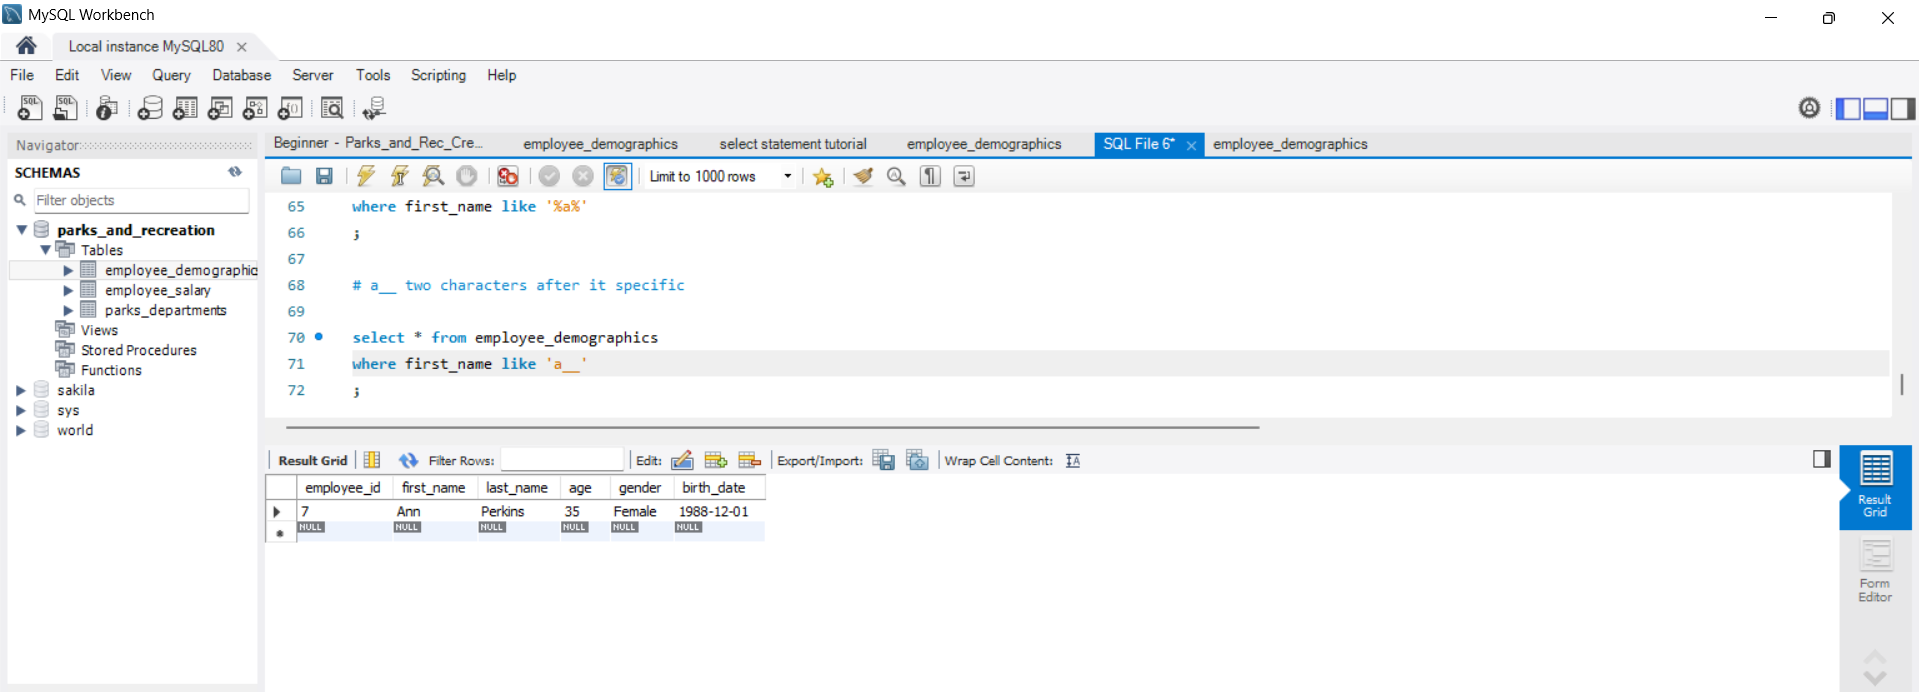 MySQL Workbench
Local instance MySQL80
File Edit View Query Database Server Tools Scripting Help
Navigator
SCHEMAS
Filter objects
parks_and_recreation
Tables
employee_demographic
employee_salary
parks_departments
Views
Stored Procedures
Functions
sakila
sys
world
Beginner - Parks_and_Rec_Cre... employee_demographics select statement tutorial employee_demographics SQL File 6* employee_demographics
Limit to 1000 rows
65 where first_name like '%a%'
66 ;
67
68 # a__ two characters after it specific
69
70 select * from employee_demographics
71 where first_name like 'a__'
72 ;
Result Grid Filter Rows: Edit: Export/Import: Wrap Cell Content:
employee_id first_name last_name age gender birth_date
7 Ann Perkins 35 Female 1988-12-01
NULL NULL NULL NULL NULL NULL
Result
Grid
Form
Editor